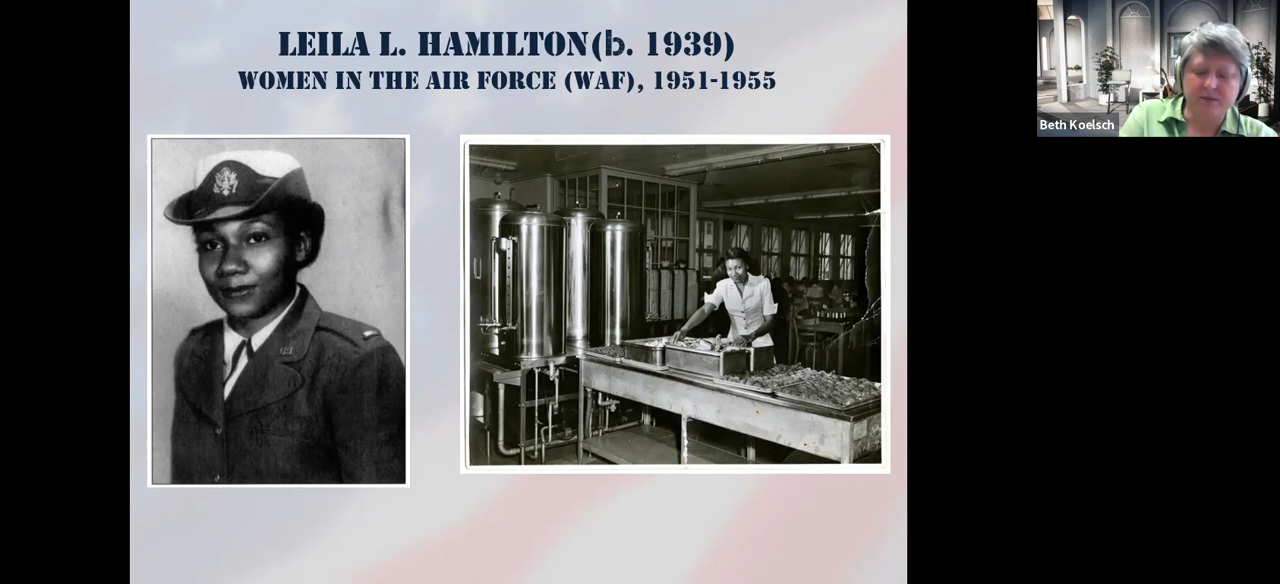 LEILA L. HAMILTON(b. 1939)
WOMEN IN THE AIR FORCE (WAF), 1951-1955
Beth Koelsch